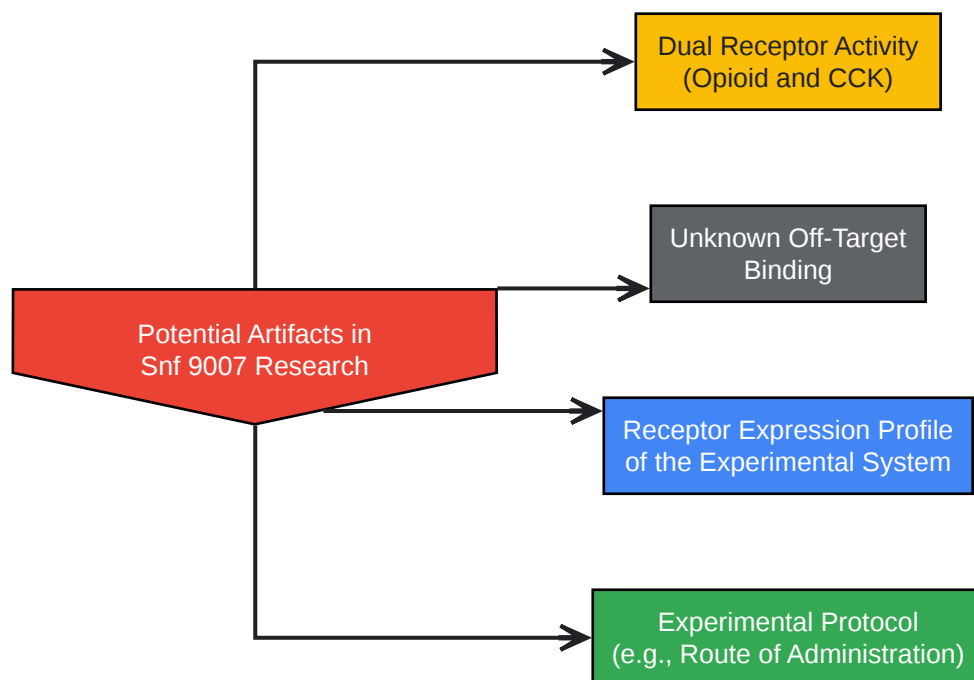 Dual Receptor Activity
(Opioid and CCK)
Unknown Off-Target
Binding
Potential Artifacts in
Snf 9007 Research
Receptor Expression Profile
of the Experimental System
Experimental Protocol
(e.g., Route of Administration)